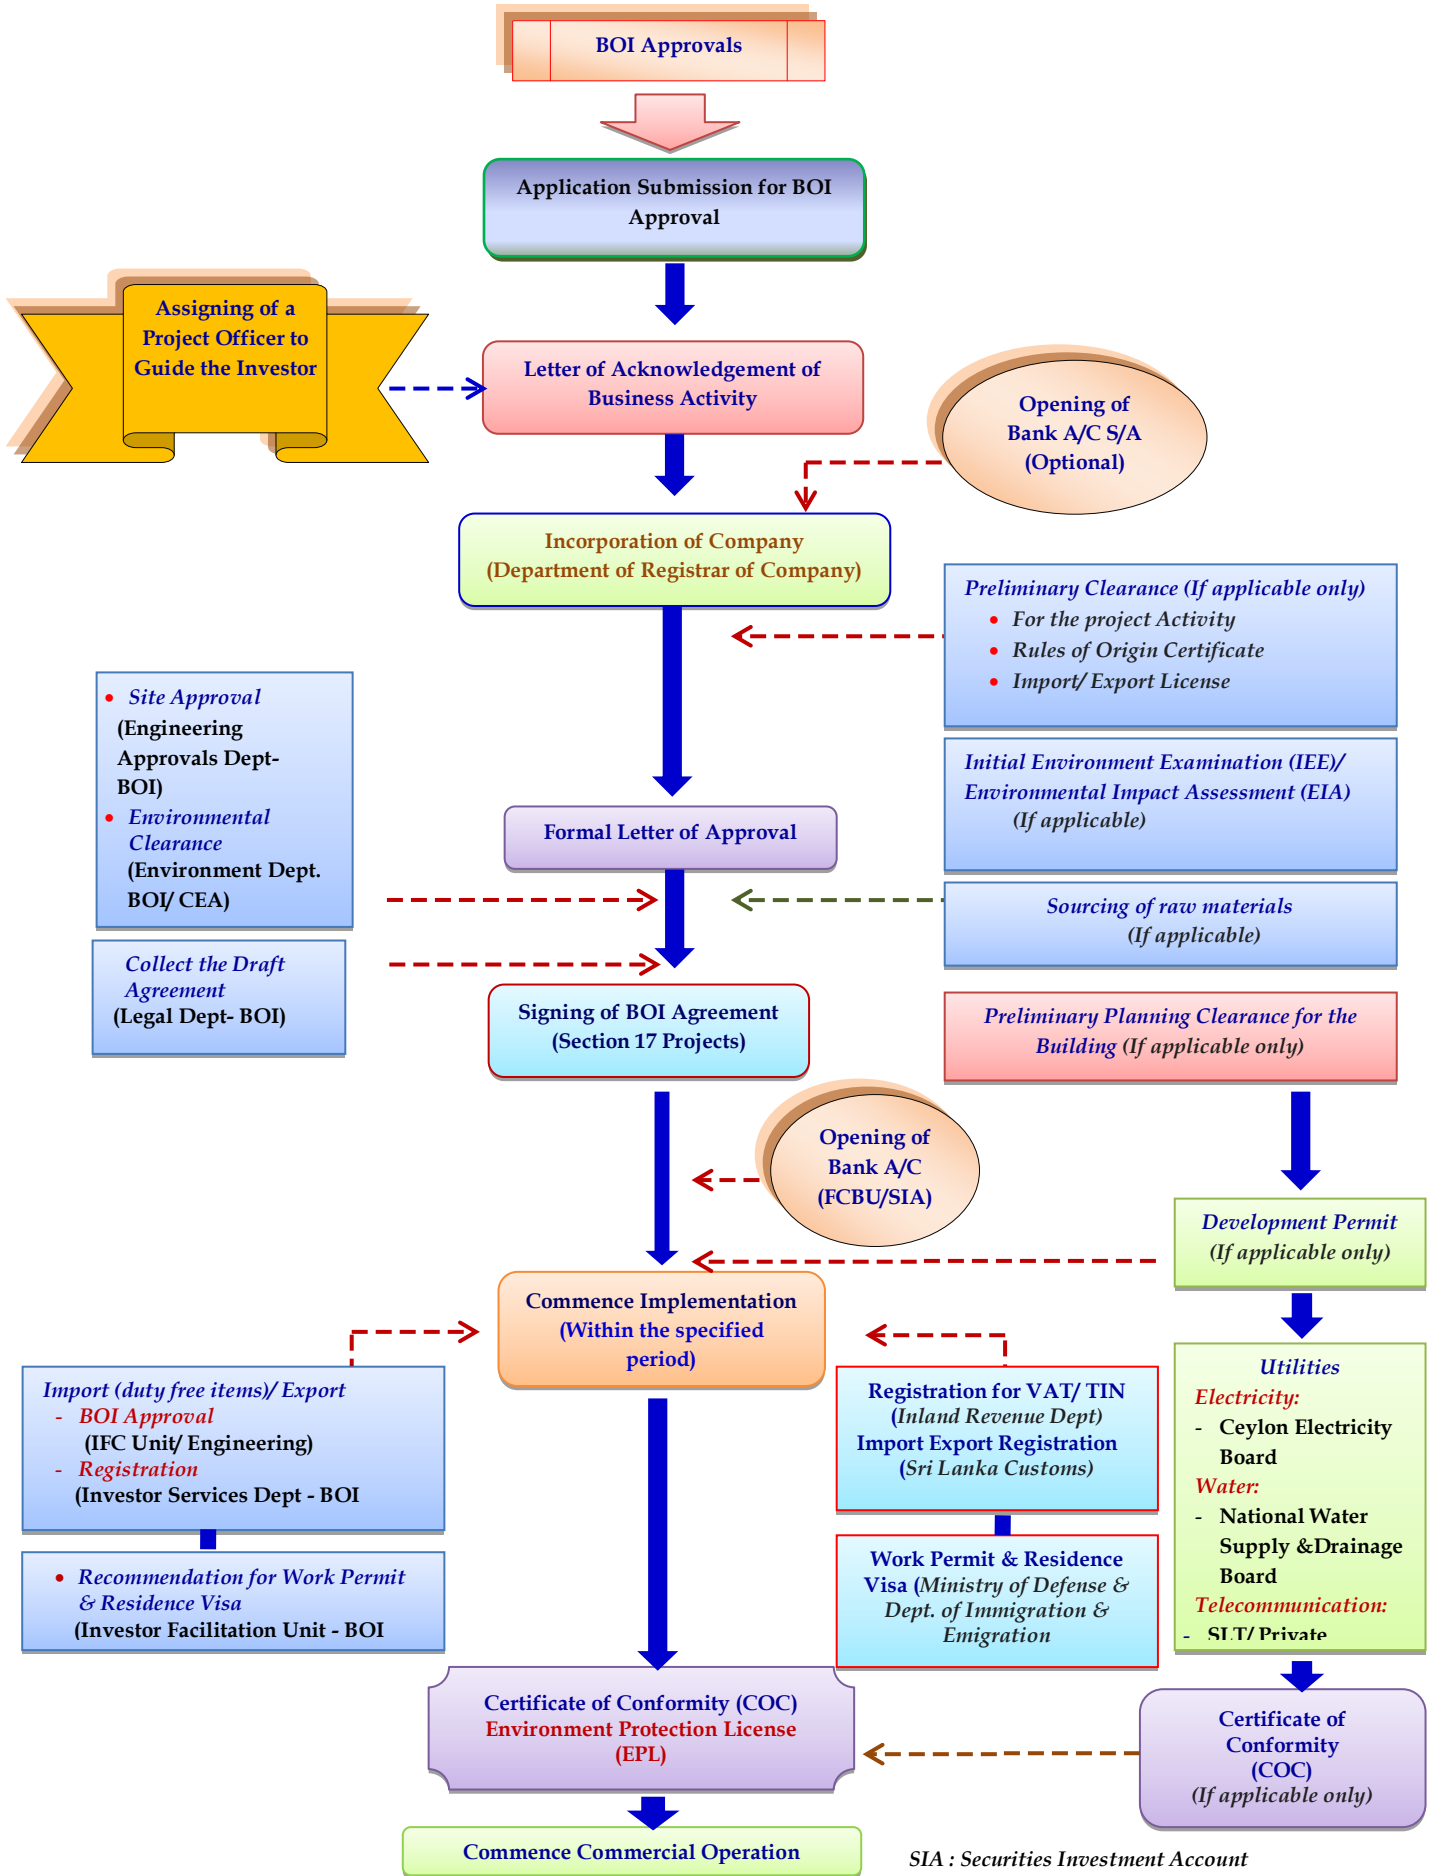 BOI Approvals
Application Submission for BOI
Approval
Assigning of a
Project Officer to
Guide the Investor
Letter of Acknowledgement of
Business Activity
Opening of
Bank A/C S/A
(Optional)
Incorporation of Company
(Department of Registrar of Company)
Preliminary Clearance (If applicable only)
• For the project Activity
• Rules of Origin Certificate
• Import/ Export License
• Site Approval
(Engineering
Approvals Dept-
BOI)
• Environmental
Clearance
(Environment Dept.
BOI/ CEA)
Initial Environment Examination (IEE)/
Environmental Impact Assessment (EIA)
(If applicable)
Formal Letter of Approval
Sourcing of raw materials
(If applicable)
Collect the Draft
Agreement
(Legal Dept- BOI)
Signing of BOI Agreement
(Section 17 Projects)
Preliminary Planning Clearance for the
Building (If applicable only)
Opening of
Bank A/C
(FCBU/SIA)
Development Permit
(If applicable only)
Commence Implementation
(Within the specified
period)
Import (duty free items)/ Export
- BOI Approval
(IFC Unit/ Engineering)
- Registration
(Investor Services Dept - BOI
Registration for VAT/ TIN
(Inland Revenue Dept)
Import Export Registration
(Sri Lanka Customs)
Utilities
Electricity:
- Ceylon Electricity
Board
Water:
- National Water
Supply &Drainage
Board
Telecommunication:
- SLT/ Private
• Recommendation for Work Permit
& Residence Visa
(Investor Facilitation Unit - BOI
Work Permit & Residence
Visa (Ministry of Defense &
Dept. of Immigration &
Emigration
Certificate of Conformity (COC)
Environment Protection License
(EPL)
Certificate of
Conformity
(COC)
(If applicable only)
Commence Commercial Operation
SIA : Securities Investment Account